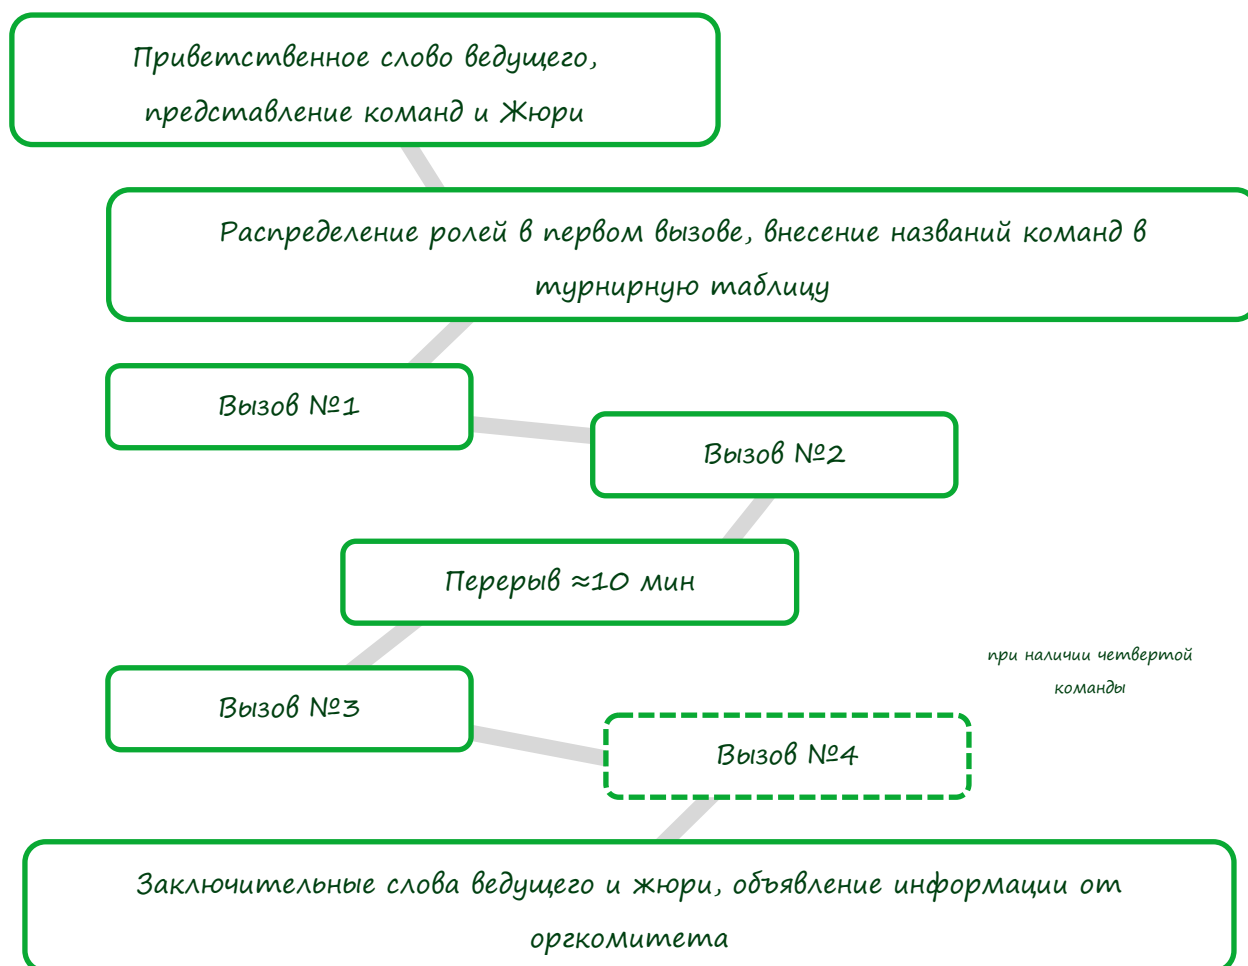 Приветственное слово ведущего,
представление команд и Жюри
Распределение ролей в первом вызове, внесение названий команд в
турнирную таблицу
Вызов №1
Вызов №2
Перерыв ≈10 мин
при наличии четвертой
команды
Вызов №3
Вызов №4
Заключительные слова ведущего и жюри, объявление информации от
оргкомитета